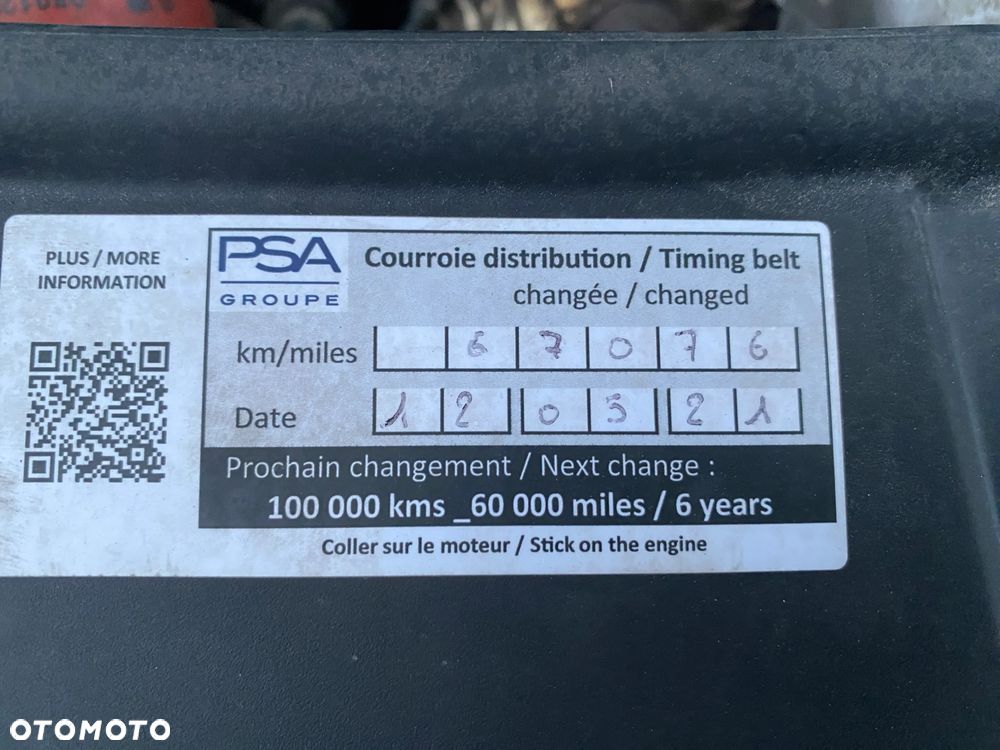 PLUS / MORE
INFORMATION
PSA
GROUPE
Courroie distribution / Timing belt
changée / changed
km/miles 67076
Date 12 05 21
Prochain changement / Next change :
100 000 kms _60 000 miles / 6 years
Coller sur le moteur / Stick on the engine
OTOMOTO